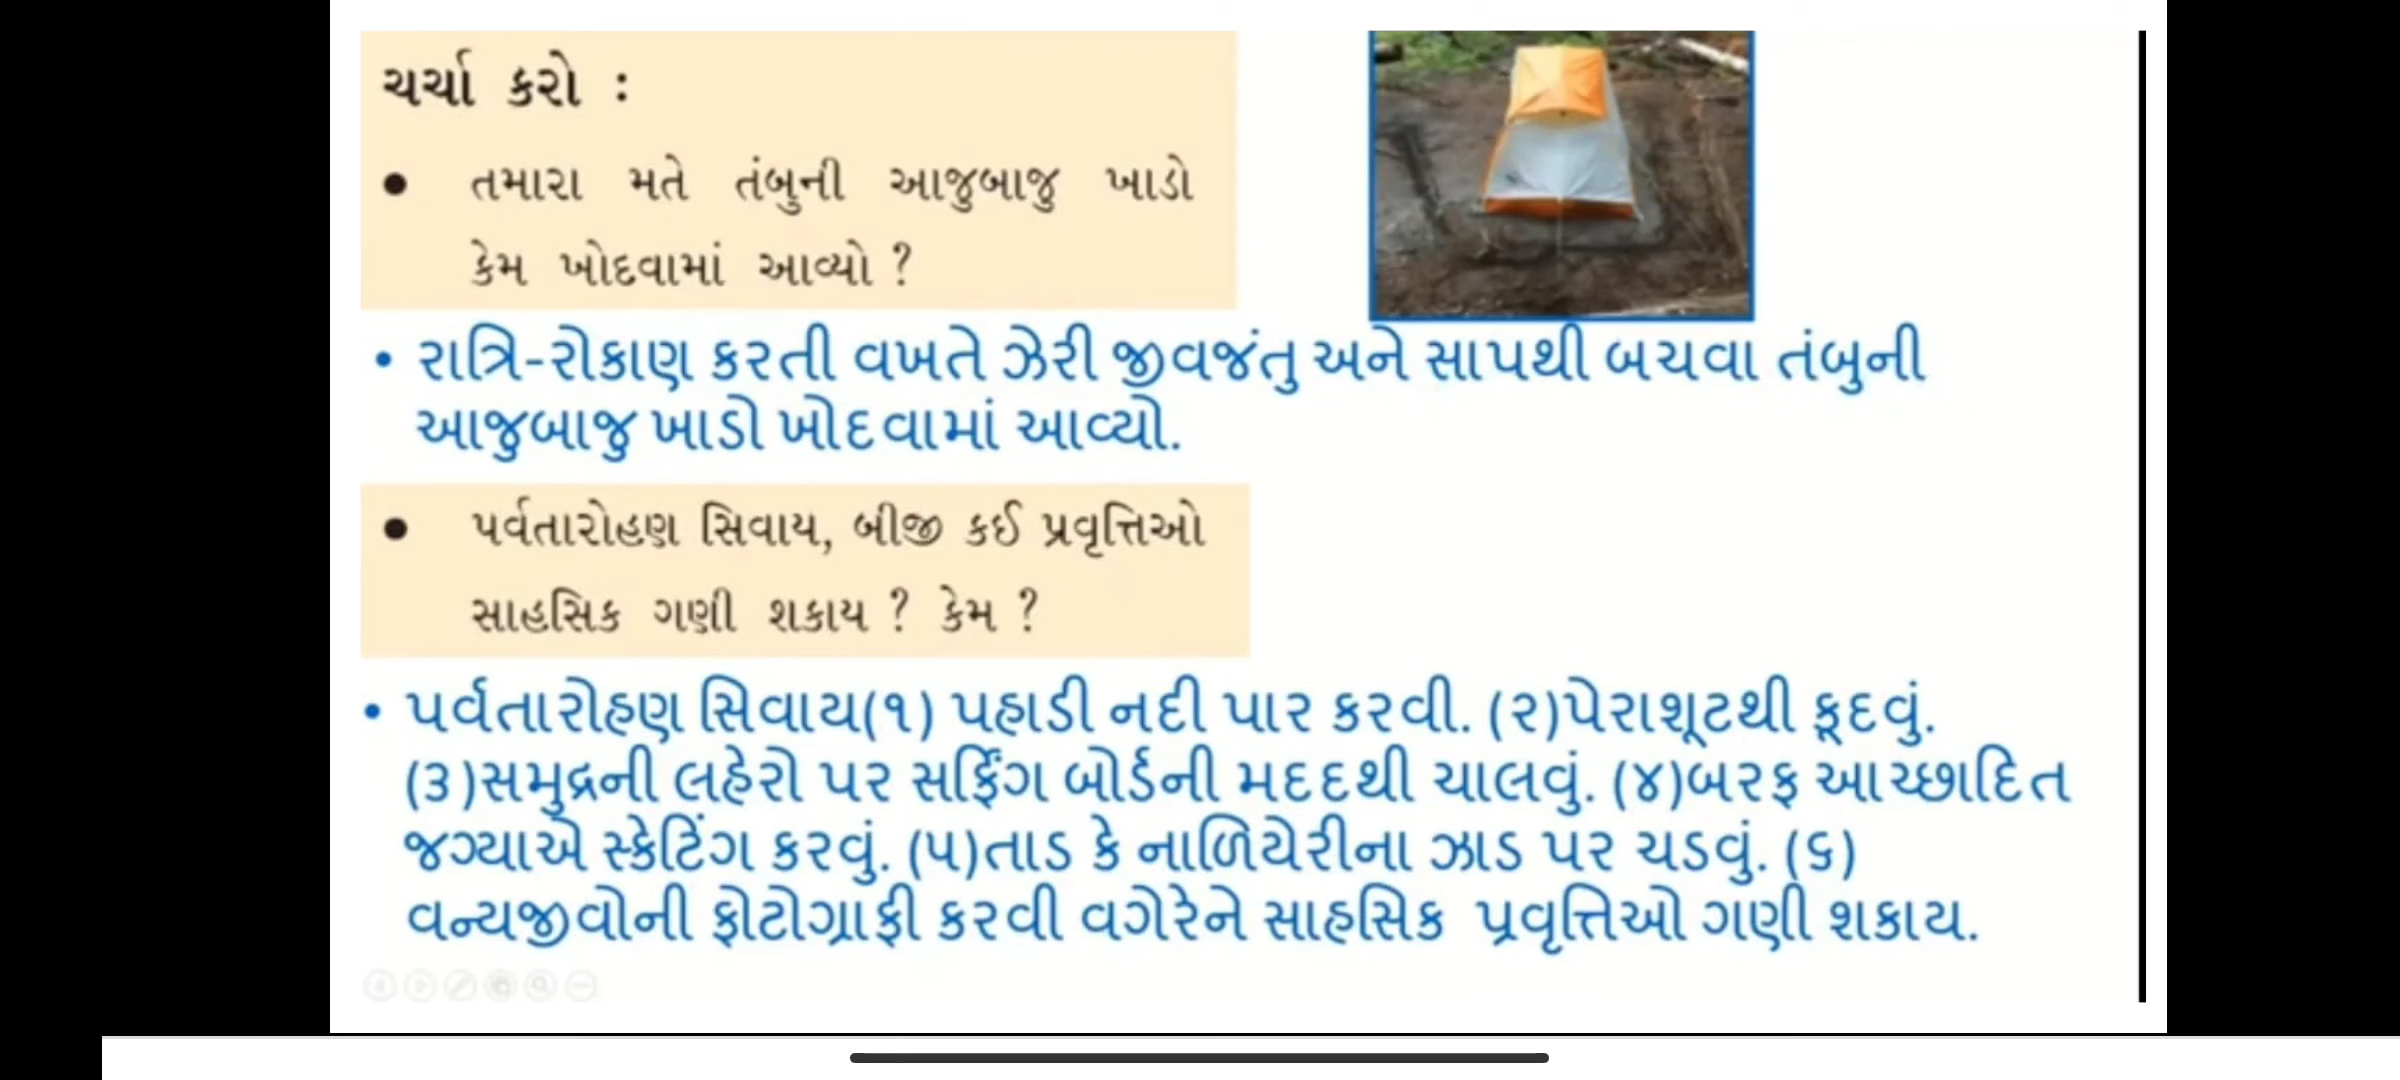 ચર્ચા કરો :
● તમારા મતે તંબુની આજુબાજુ ખાડો
કેમ ખોદવામાં આવ્યો ?
• રાત્રિ-રોકાણ કરતી વખતે ઝેરી જીવજંતુ અને સાપથી બચવા તંબુની
આજુબાજુ ખાડો ખોદવામાં આવ્યો.
● પર્વતારોહણ સિવાય, બીજી કઈ પ્રવૃત્તિઓ
સાહસિક ગણી શકાય ? કેમ ?
• પર્વતારોહણ સિવાય(૧) પહાડી નદી પાર કરવી. (૨)પેરાશૂટથી કૂદવું.
(૩)સમુદ્રની લહેરો પર સર્ફિંગ બોર્ડની મદદથી ચાલવું. (૪)બરફ આચ્છાદિત
જગ્યાએ સ્કેટિંગ કરવું. (૫)તાડ કે નાળિયેરીના ઝાડ પર ચડવું. (૬)
વન્યજીવોની ફોટોગ્રાફી કરવી વગેરેને સાહસિક પ્રવૃત્તિઓ ગણી શકાય.